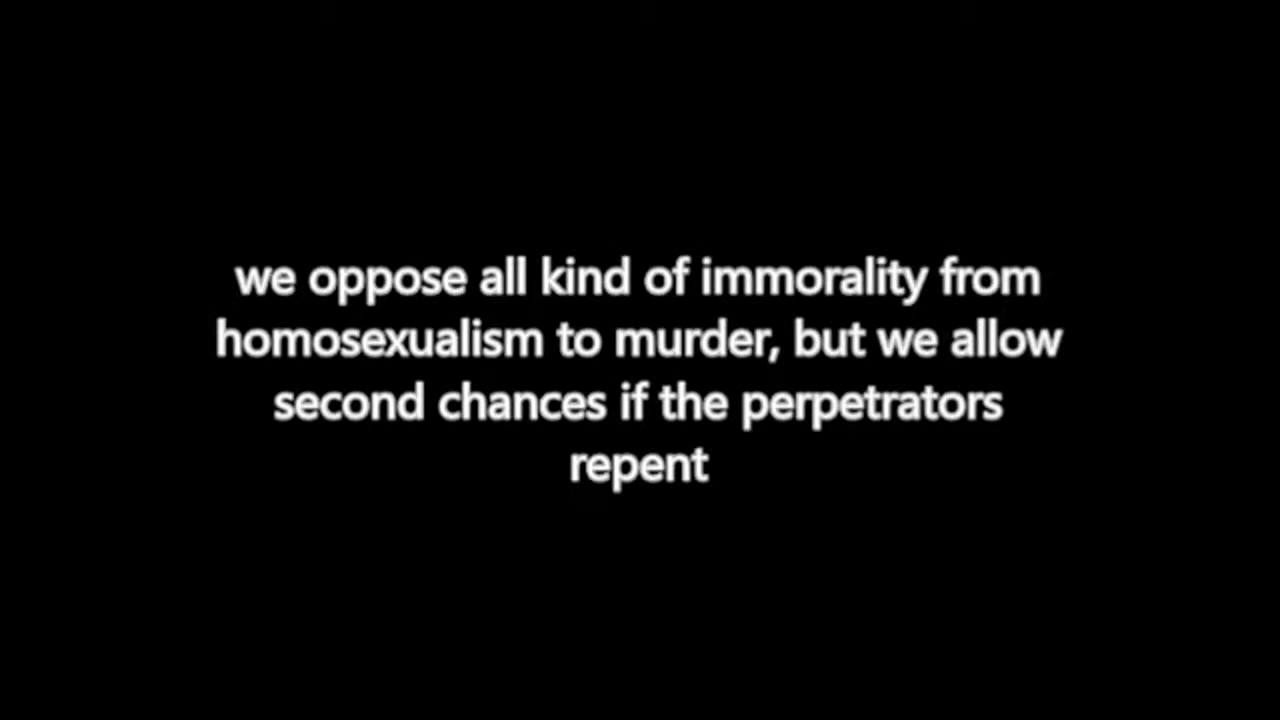 we oppose all kind of immorality from
homosexualism to murder, but we allow
second chances if the perpetrators
repent